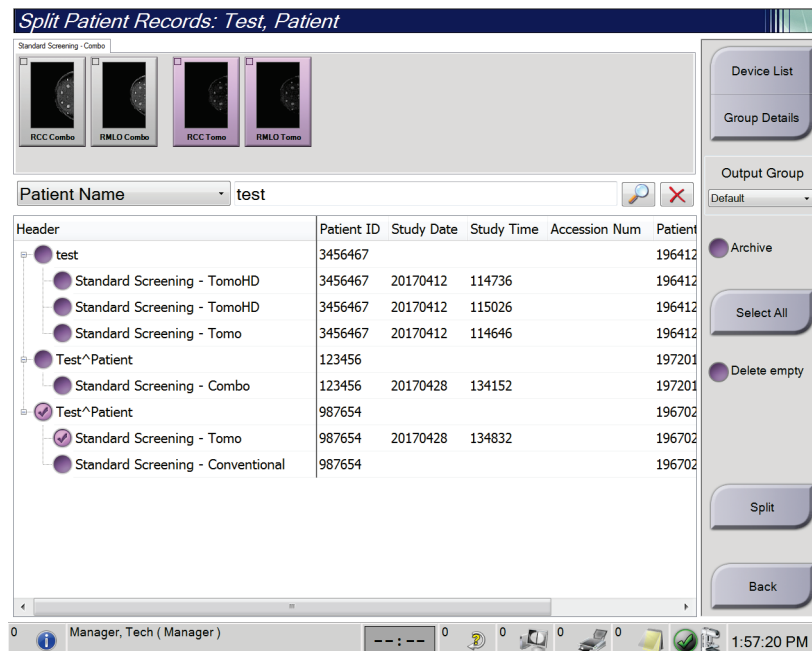 Split Patient Records: Test, Patient
Standard Screening - Combo
RCC Combo
RMLO Combo
RCC Tomo
RMLO Tomo
Device List
Group Details
Output Group
Default
Archive
Select All
Delete empty
Split
Back
Patient Name test
Header Patient ID Study Date Study Time Accession Num Patient
test 3456467 196412
Standard Screening - TomoHD 3456467 20170412 114736 196412
Standard Screening - TomoHD 3456467 20170412 115026 196412
Standard Screening - Tomo 3456467 20170412 114646 196412
Test^Patient 123456 197201
Standard Screening - Combo 123456 20170428 134152 197201
Test^Patient 987654 196702
Standard Screening - Tomo 987654 20170428 134832 196702
Standard Screening - Conventional 987654 196702
0 Manager, Tech ( Manager ) --:-- 0 0 0 0 1:57:20 PM